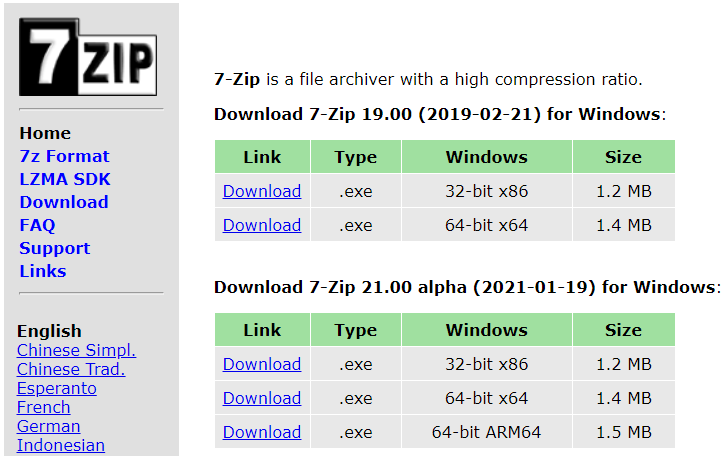 7ZIP
Home
7z Format
LZMA SDK
Download
FAQ
Support
Links
English
Chinese Simpl.
Chinese Trad.
Esperanto
French
German
Indonesian
7-Zip is a file archiver with a high compression ratio.
Download 7-Zip 19.00 (2019-02-21) for Windows:
Link Type Windows Size
Download .exe 32-bit x86 1.2 MB
Download .exe 64-bit x64 1.4 MB
Download 7-Zip 21.00 alpha (2021-01-19) for Windows:
Link Type Windows Size
Download .exe 32-bit x86 1.2 MB
Download .exe 64-bit x64 1.4 MB
Download .exe 64-bit ARM64 1.5 MB